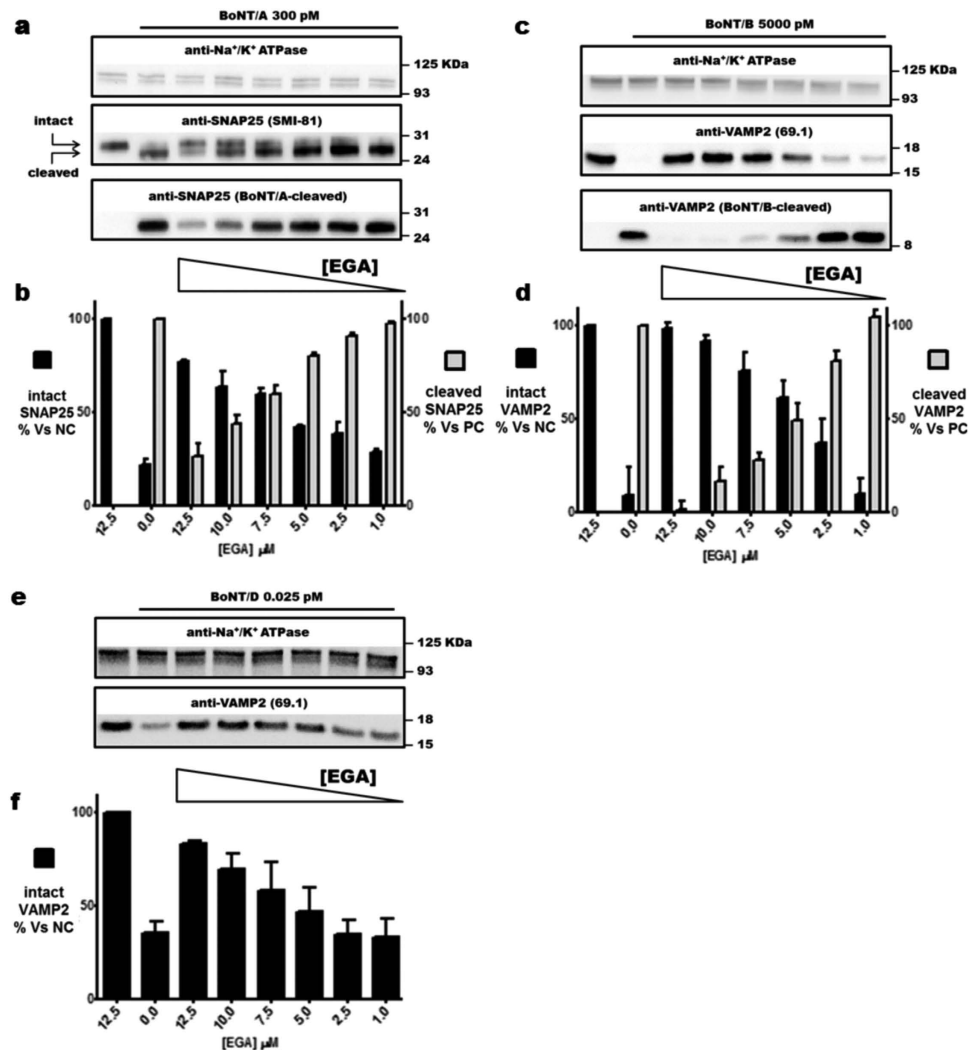 a
BoNT/A 300 pM
anti-Na⁺/K⁺ ATPase
125 KDa
93
anti-SNAP25 (SMI-81)
intact
cleaved
31
24
anti-SNAP25 (BoNT/A-cleaved)
31
24
[EGA]
b
100
50
0
100
50
0
intact
SNAP25
% Vs NC
cleaved
SNAP25
% Vs PC
12.5 0.0 12.5 10.0 7.5 5.0 2.5 1.0
[EGA] µM
c
BoNT/B 5000 pM
anti-Na⁺/K⁺ ATPase
125 KDa
93
anti-VAMP2 (69.1)
18
15
anti-VAMP2 (BoNT/B-cleaved)
8
[EGA]
d
100
50
0
100
50
0
intact
VAMP2
% Vs NC
cleaved
VAMP2
% Vs PC
12.5 0.0 12.5 10.0 7.5 5.0 2.5 1.0
[EGA] µM
e
BoNT/D 0.025 pM
anti-Na⁺/K⁺ ATPase
125 KDa
93
anti-VAMP2 (69.1)
18
15
[EGA]
f
100
50
0
intact
VAMP2
% Vs NC
12.5 0.0 12.5 10.0 7.5 5.0 2.5 1.0
[EGA] µM